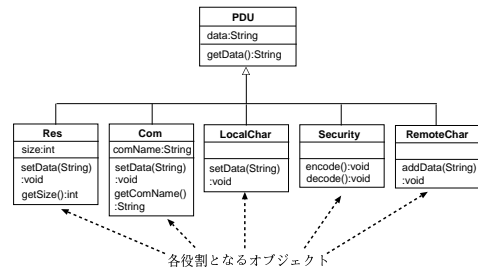 PDU
data:String
getData():String
Res
size:int
setData(String)
:void
getSize():int
Com
comName:String
setData(String)
:void
getComName()
:String
LocalChar
setData(String)
:void
Security
encode():void
decode():void
RemoteChar
addData(String)
:void
各役割となるオブジェクト